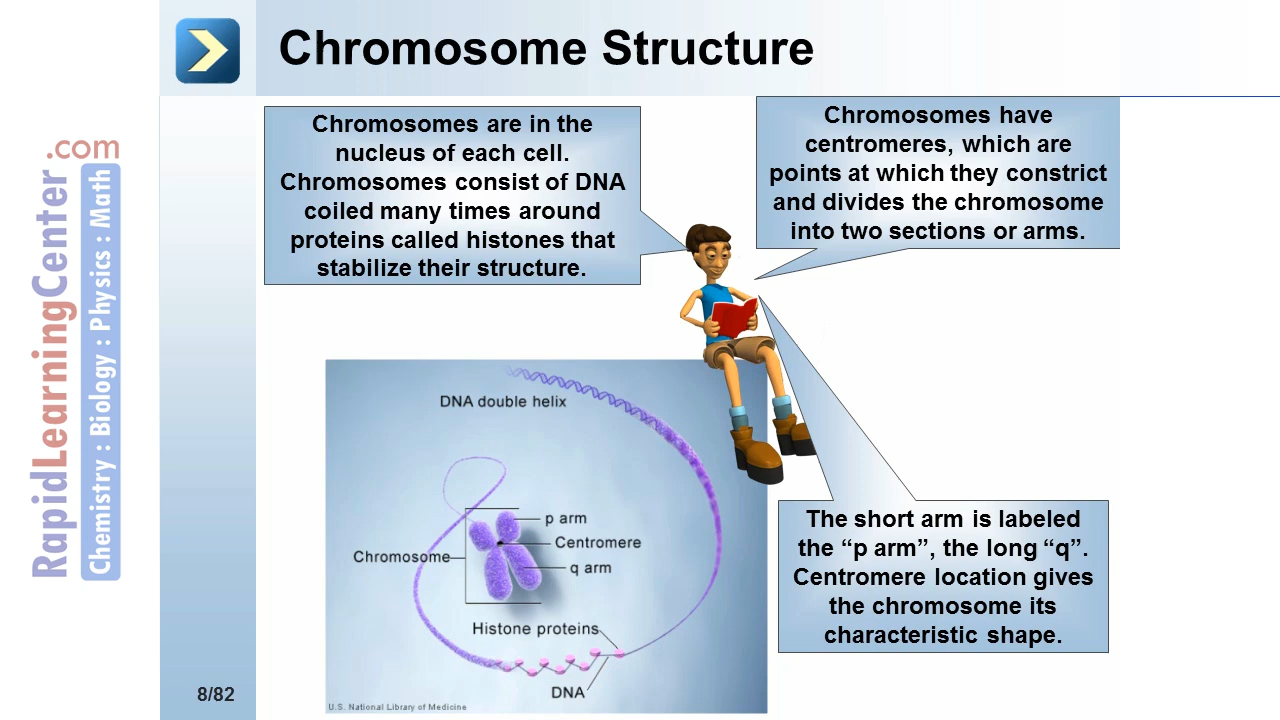 Chromosome Structure
Chromosomes are in the
nucleus of each cell.
Chromosomes consist of DNA
coiled many times around
proteins called histones that
stabilize their structure.
Chromosomes have
centromeres, which are
points at which they constrict
and divides the chromosome
into two sections or arms.
DNA double helix
p arm
Centromere
Chromosome
q arm
Histone proteins
DNA
U.S. National Library of Medicine
The short arm is labeled
the “p arm”, the long “q”.
Centromere location gives
the chromosome its
characteristic shape.
RapidLearningCenter.com
Chemistry : Biology : Physics : Math
8/82